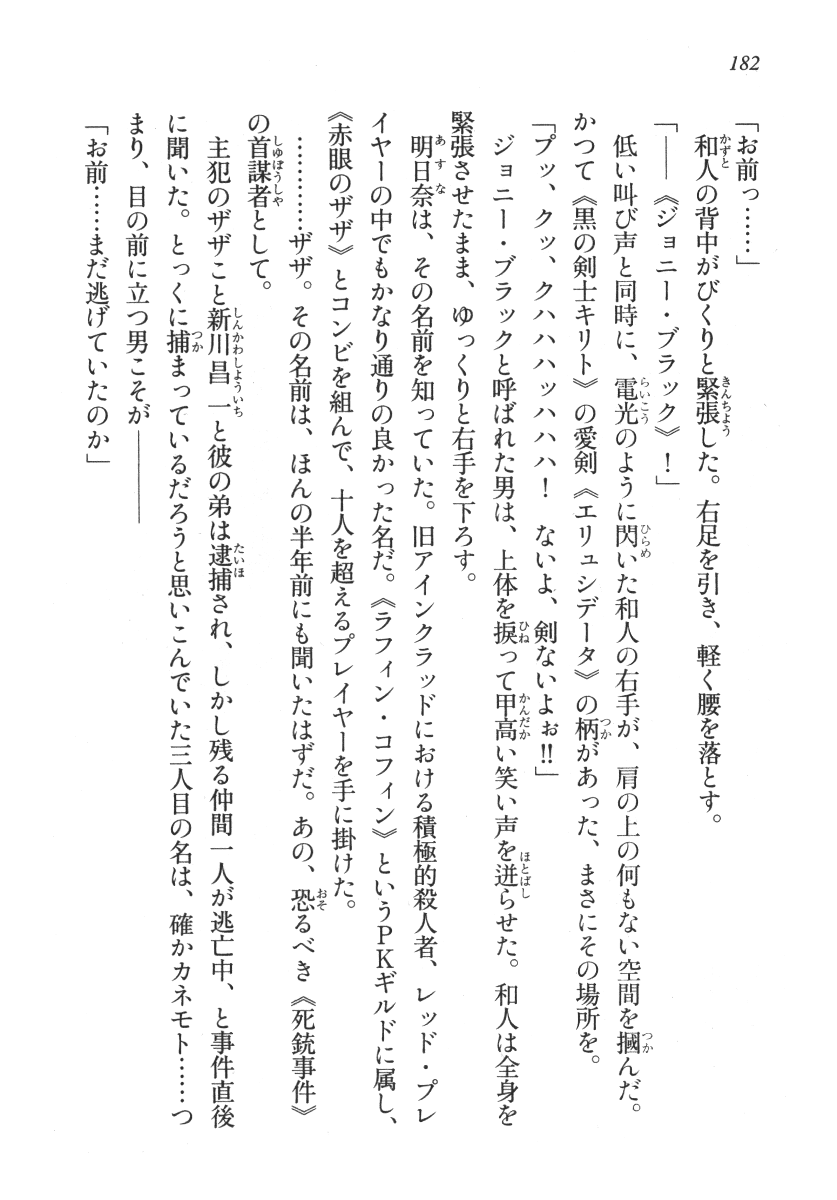 182
「お前っ……」
和人の背中がびくりと緊張した。右足を引き、軽く腰を落とす。
「――《ジョニー・ブラック》！」
低い叫び声と同時に、電光のように閃いた和人の右手が、肩の上の何もない空間を摑んだ。
かつて《黒の剣士キリト》の愛剣《エリュシデータ》の柄があった、まさにその場所を。
「プッ、クッ、クハハハッハハハ！　ないよ、剣ないよぉ!!」
ジョニー・ブラックと呼ばれた男は、上体を捩って甲高い笑い声を迸らせた。和人は全身を
緊張させたまま、ゆっくりと右手を下ろす。
明日奈は、その名前を知っていた。旧アインクラッドにおける積極的殺人者、レッド・プレ
イヤーの中でもかなり通りの良かった名だ。《ラフィン・コフィン》というＰＫギルドに属し、
《赤眼のザザ》とコンビを組んで、十人を超えるプレイヤーを手に掛けた。
…………ザザ。その名前は、ほんの半年前にも聞いたはずだ。あの、恐るべき《死銃事件》
の首謀者として。
主犯のザザこと新川昌一と彼の弟は逮捕され、しかし残る仲間一人が逃亡中、と事件直後
に聞いた。とっくに捕まっているだろうと思いこんでいた三人目の名は、確かカネモト……つ
まり、目の前に立つ男こそが――――
「お前……まだ逃げていたのか」